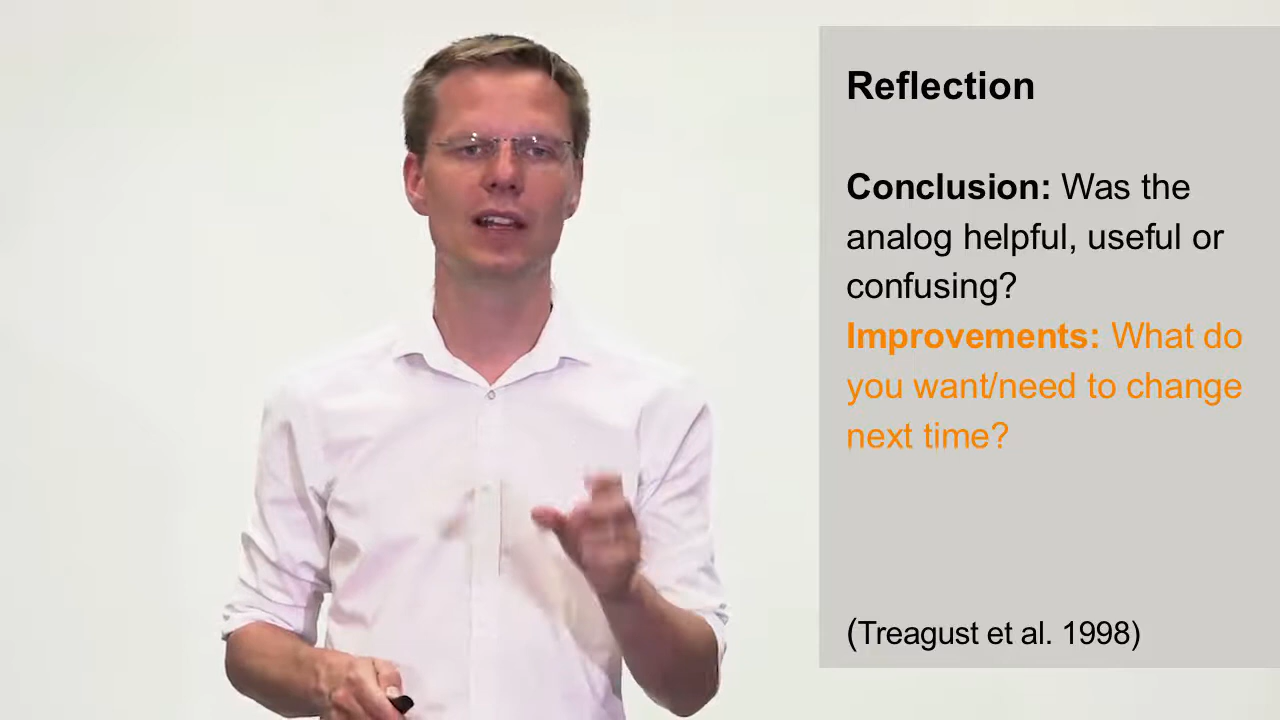 Reflection
Conclusion: Was the
analog helpful, useful or
confusing?
Improvements: What do
you want/need to change
next time?
(Treagust et al. 1998)